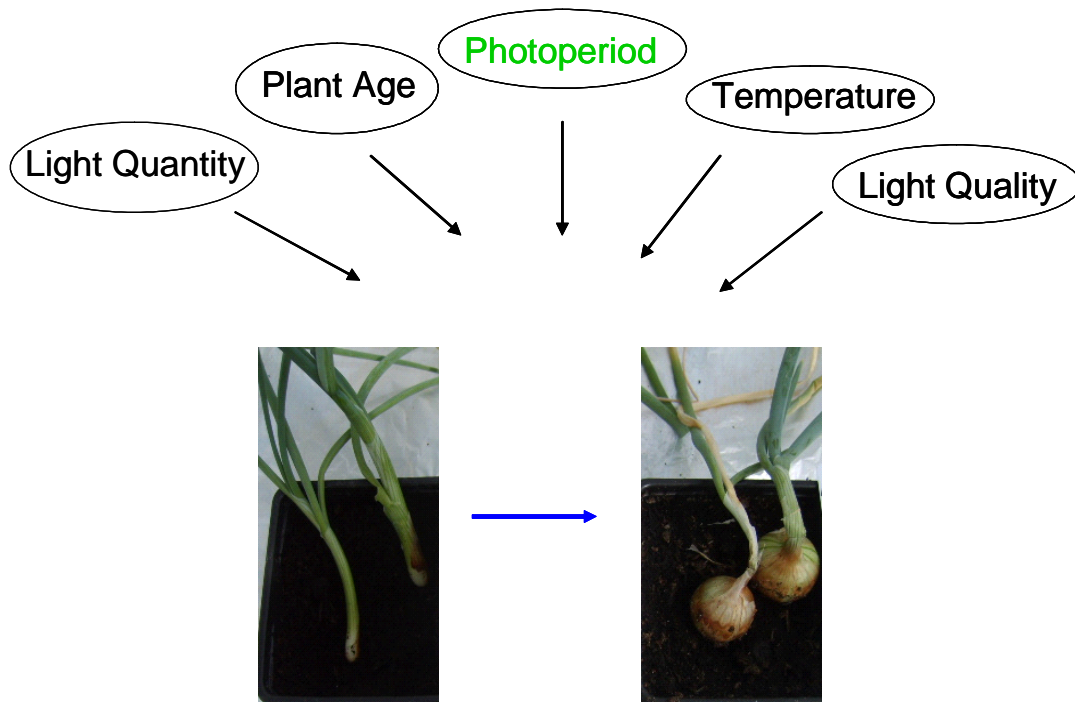 Light Quantity
Plant Age
Photoperiod
Temperature
Light Quality